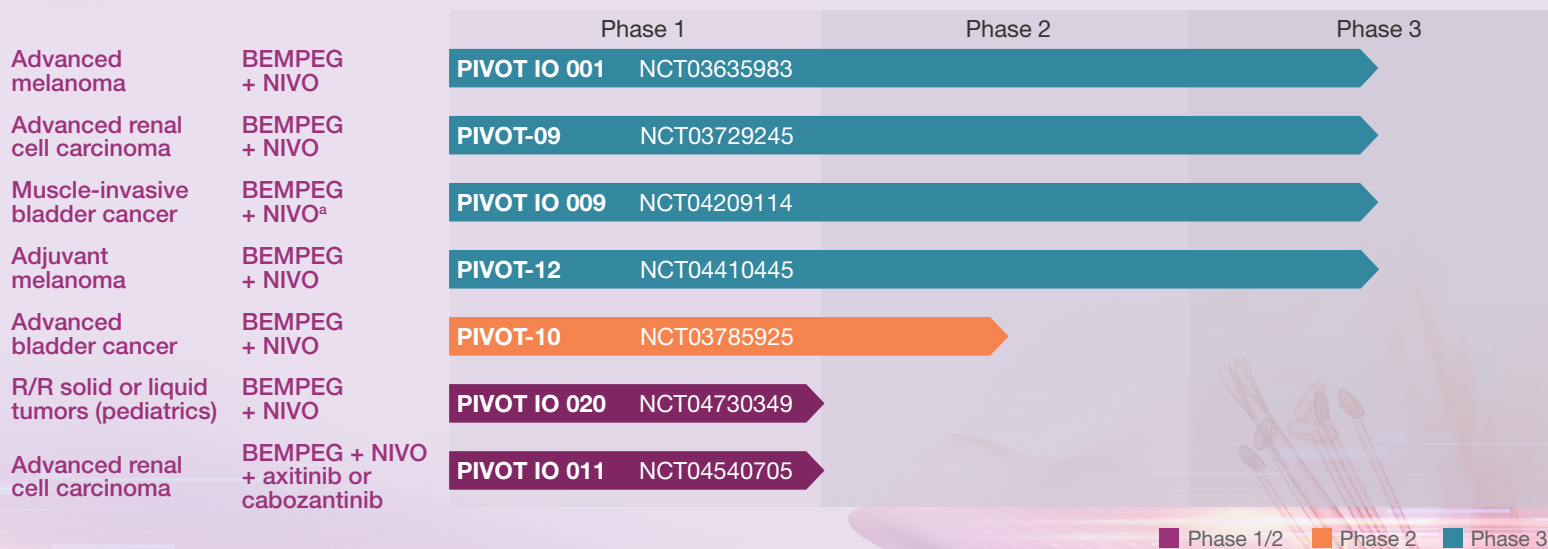 Phase 1 Phase 2 Phase 3
Advanced
melanoma
BEMPEG
+ NIVO
PIVOT IO 001 NCT03635983
Advanced renal
cell carcinoma
BEMPEG
+ NIVO
PIVOT-09 NCT03729245
Muscle-invasive
bladder cancer
BEMPEG
+ NIVOᵃ
PIVOT IO 009 NCT04209114
Adjuvant
melanoma
BEMPEG
+ NIVO
PIVOT-12 NCT04410445
Advanced
bladder cancer
BEMPEG
+ NIVO
PIVOT-10 NCT03785925
R/R solid or liquid
tumors (pediatrics)
BEMPEG
+ NIVO
PIVOT IO 020 NCT04730349
Advanced renal
cell carcinoma
BEMPEG + NIVO
+ axitinib or
cabozantinib
PIVOT IO 011 NCT04540705
Phase 1/2 Phase 2 Phase 3